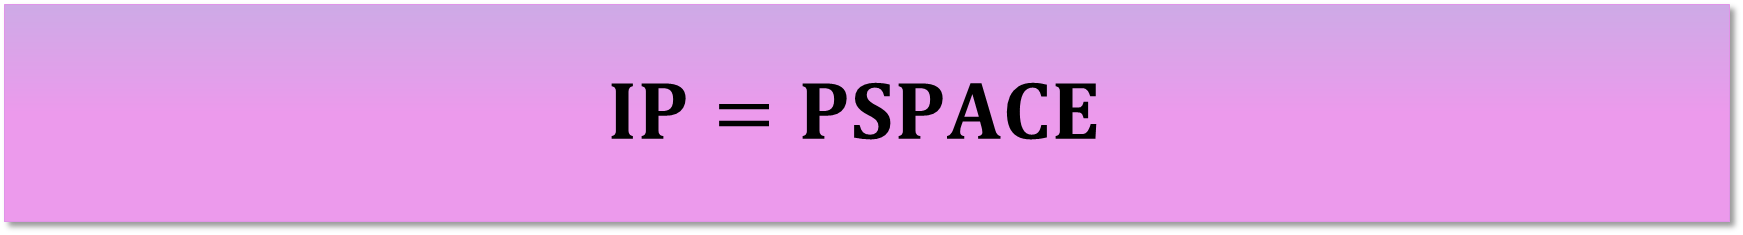 IP = PSPACE